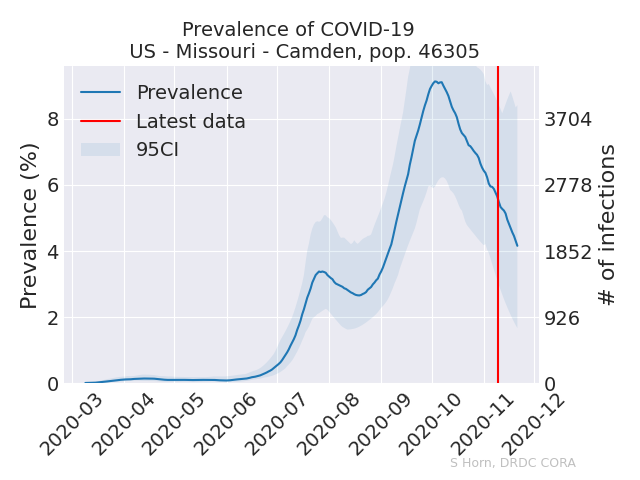 Prevalence of COVID-19
US - Missouri - Camden, pop. 46305
Prevalence
Latest data
95CI
Prevalence (%)
8
6
4
2
0
3704
2778
1852
926
0
# of infections
2020-03
2020-04
2020-05
2020-06
2020-07
2020-08
2020-09
2020-10
2020-11
2020-12
S Horn, DRDC CORA